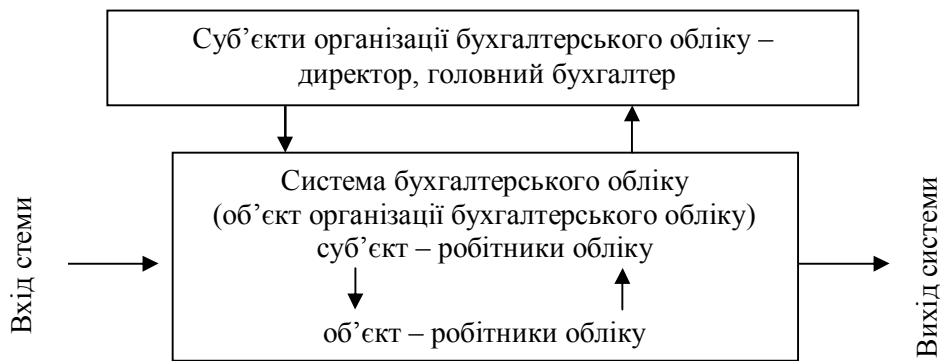 Суб’єкти організації бухгалтерського обліку –
директор, головний бухгалтер
Система бухгалтерського обліку
(об’єкт організації бухгалтерського обліку)
суб’єкт – робітники обліку
об’єкт – робітники обліку
Вхід стеми
Вихід системи